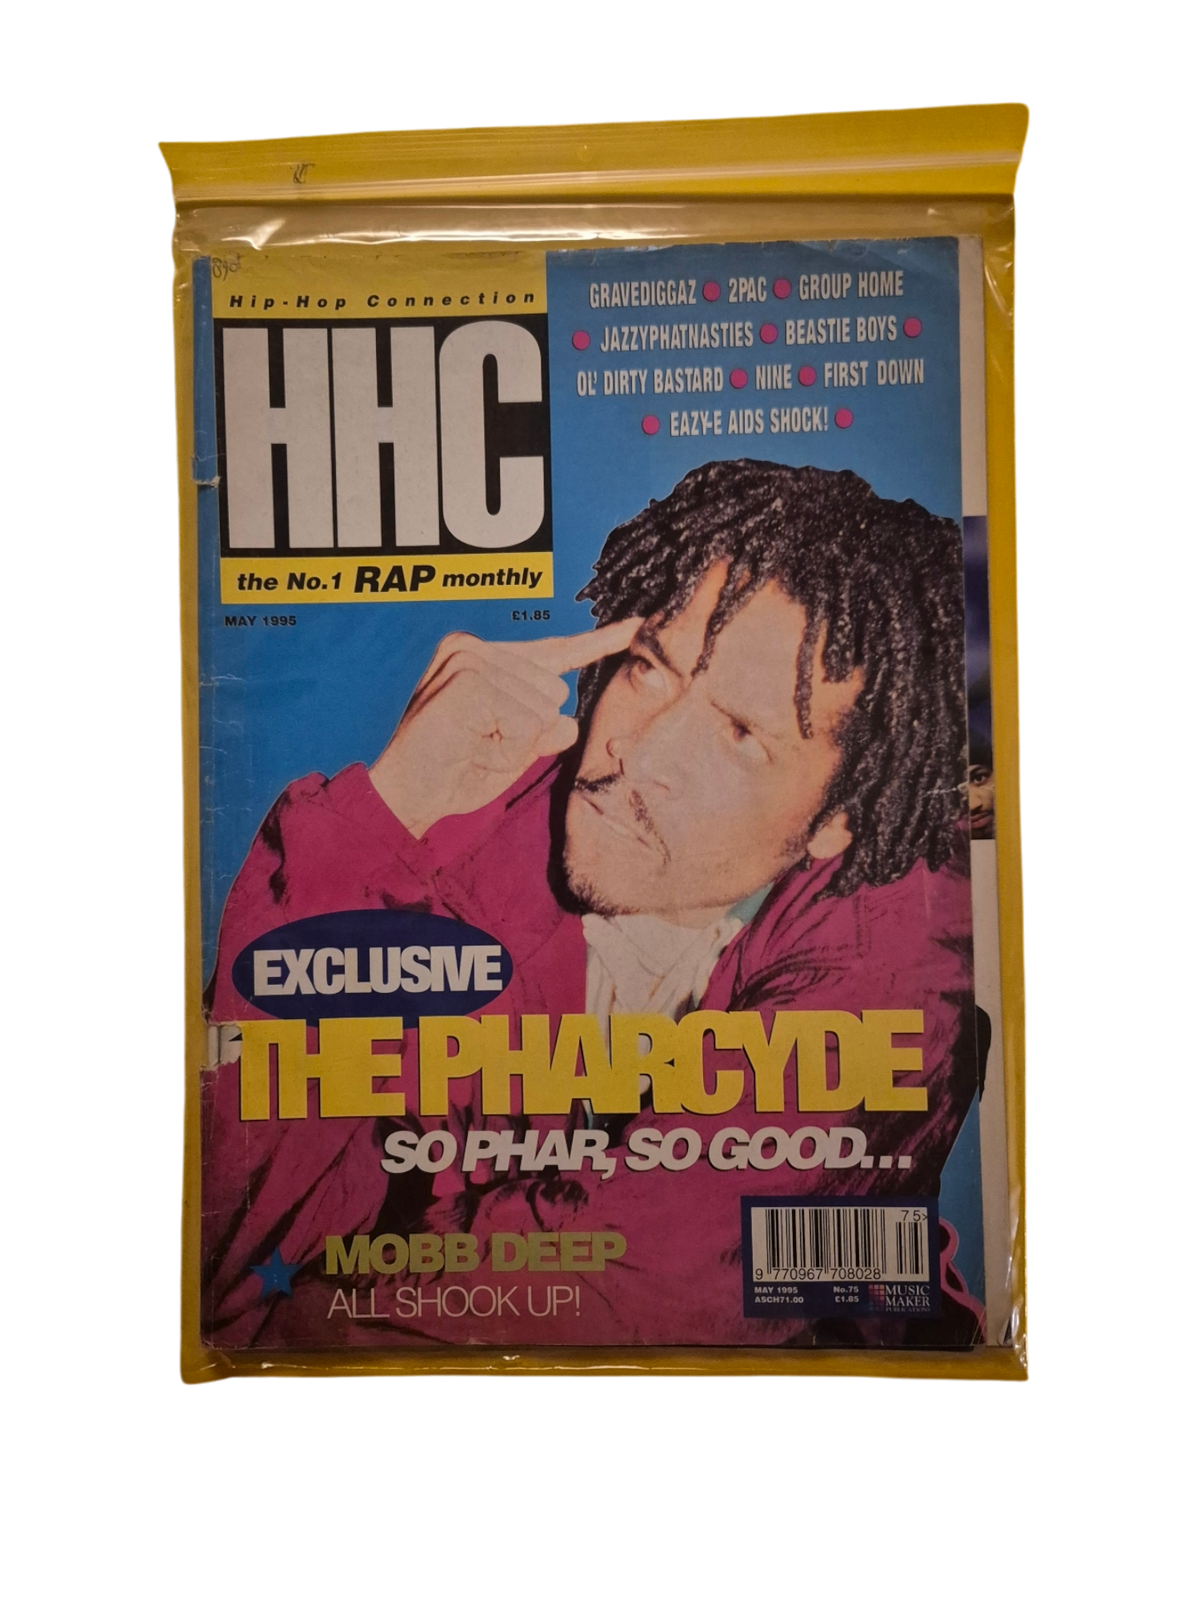 Hip-Hop Connection
HHC
the No.1 RAP monthly
MAY 1995 £1.85
GRAVEDIGGAZ ● 2PAC ● GROUP HOME
● JAZZYPHATNASTIES ● BEASTIE BOYS ●
OL' DIRTY BASTARD ● NINE ● FIRST DOWN
● EAZY-E AIDS SHOCK! ●
EXCLUSIVE
THE PHARCYDE
SO PHAR, SO GOOD...
MOBB DEEP
ALL SHOOK UP!
75>
9 770967 708028
MAY 1995 No.75
ASCH71.00 £1.85
MUSIC
MAKER
PUBLICATIONS